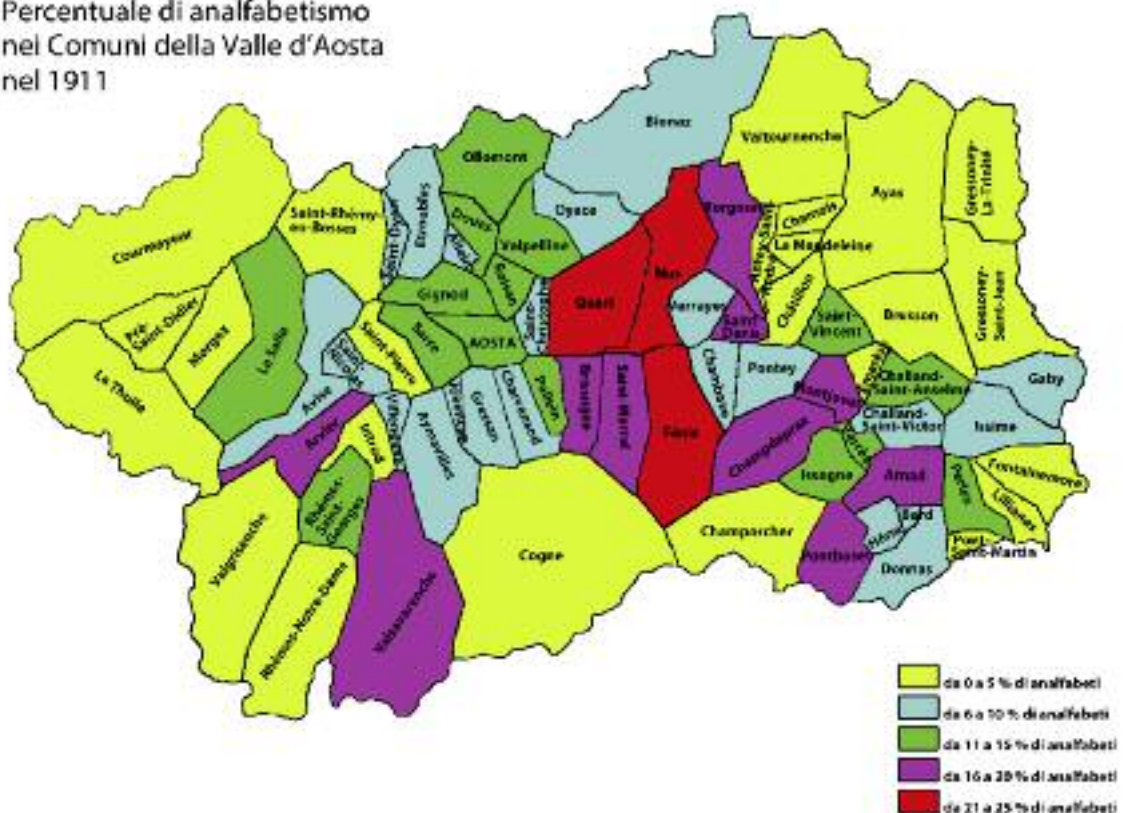 Percentuale di analfabetismo
nei Comuni della Valle d'Aosta
nel 1911
Bionaz
Valtournenche
Ollomont
Ayas
Gressoney-
La-Trinité
Saint-Rhémy-
en-Bosses
Etroubles
Oyace
Doues
Valpelline
Chamois
La Magdeleine
Courmayeur
Gignod
Quart
Nus
Verrayes
Saint
Denis
Châtillon
Saint-
Vincent
Brusson
Gressoney-
Saint-Jean
Pré-
Saint-Didier
Morgex
La Salle
Sarre
AOSTA
Saint-Pierre
Saint
Nicolas
La Thuile
Avise
Arvier
Introd
Aymavilles
Gressan
Charvensod
Pollein
Brissogne
Fénis
Chambave
Pontey
Montjovet
Challand-
Saint-Anselme
Challand-
Saint-Victor
Gaby
Issime
Champdepraz
Issogne
Arnad
Perloz
Fontainemore
Lillianes
Rhêmes-
Saint-
Georges
Valgrisenche
Rhêmes-Notre-Dame
Valsavarenche
Cogne
Champorcher
Pontboset
Hône
Bard
Donnas
Pont-
Saint-Martin
da 0 a 5 % di analfabeti
da 6 a 10 % di analfabeti
da 11 a 15 % di analfabeti
da 16 a 20 % di analfabeti
da 21 a 25 % di analfabeti